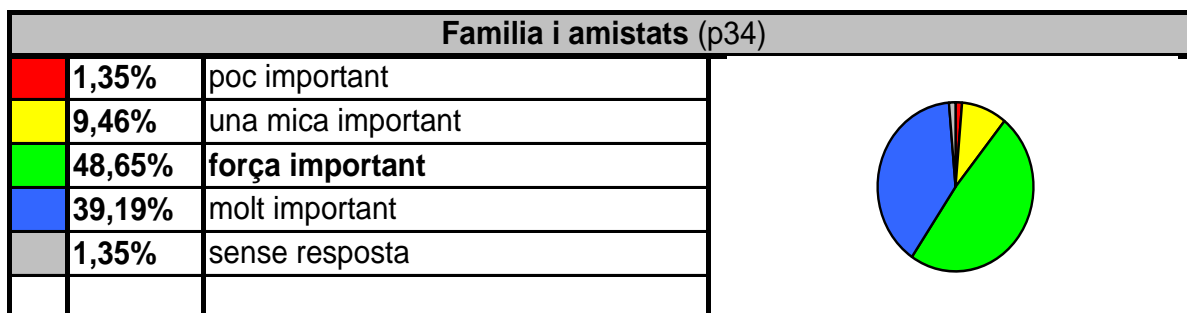 Familia i amistats (p34)
1,35% poc important
9,46% una mica important
48,65% força important
39,19% molt important
1,35% sense resposta